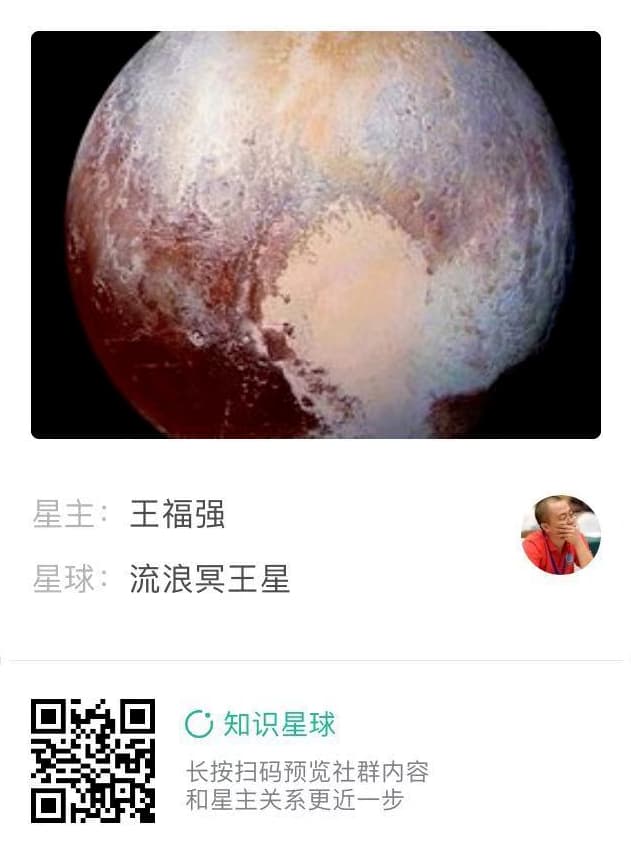 星主：王福强
星球：流浪冥王星
知识星球
长按扫码预览社群内容
和星主关系更近一步